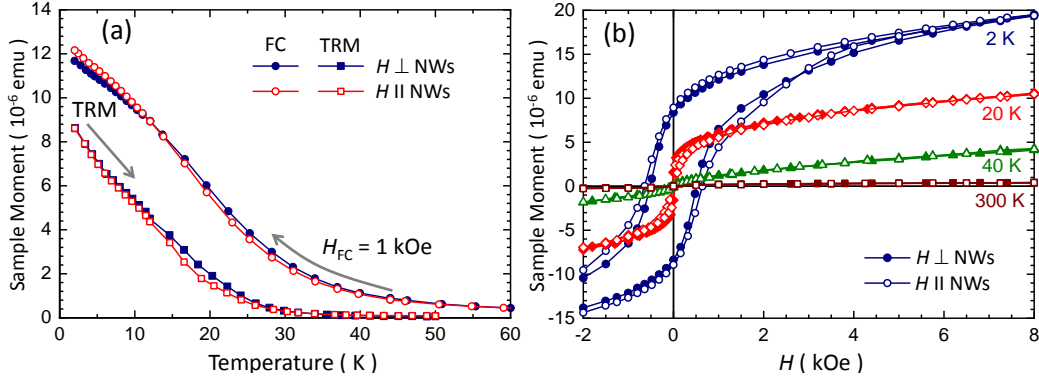 (a)
FC TRM
H ⊥ NWs
H II NWs
TRM
H_FC = 1 kOe
Sample Moment ( 10⁻⁶ emu )
14
12
10
8
6
4
2
0
0 10 20 30 40 50 60
Temperature ( K )
(b)
2 K
20 K
40 K
300 K
H ⊥ NWs
H II NWs
Sample Moment ( 10⁻⁶ emu )
20
15
10
5
0
-5
-10
-15
-2 0 2 4 6 8
H ( kOe )